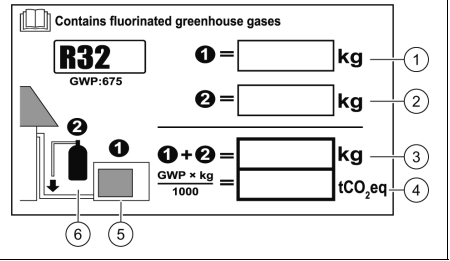 Contains fluorinated greenhouse gases
R32
GWP:675
❶ = kg
1
❷ = kg
2
❷
❶
❶ + ❷ = kg
3
GWP × kg
1000
= tCO₂eq
4
6
5